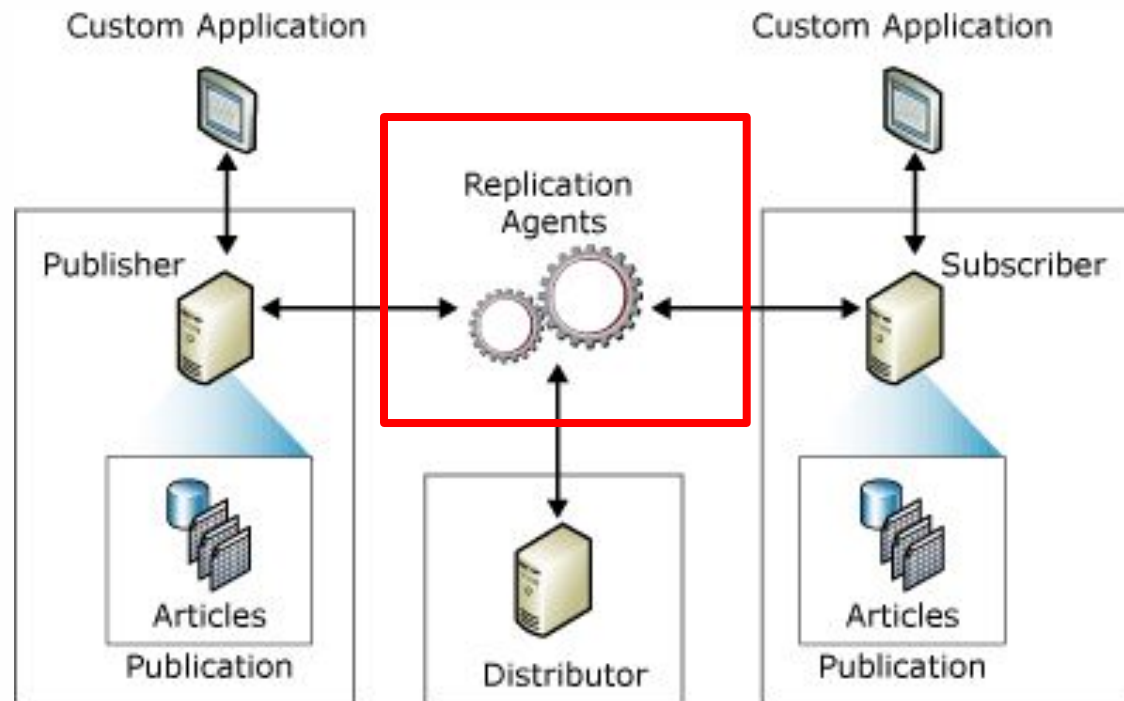 Custom Application
Custom Application
Replication
Agents
Publisher
Subscriber
Articles
Publication
Distributor
Articles
Publication